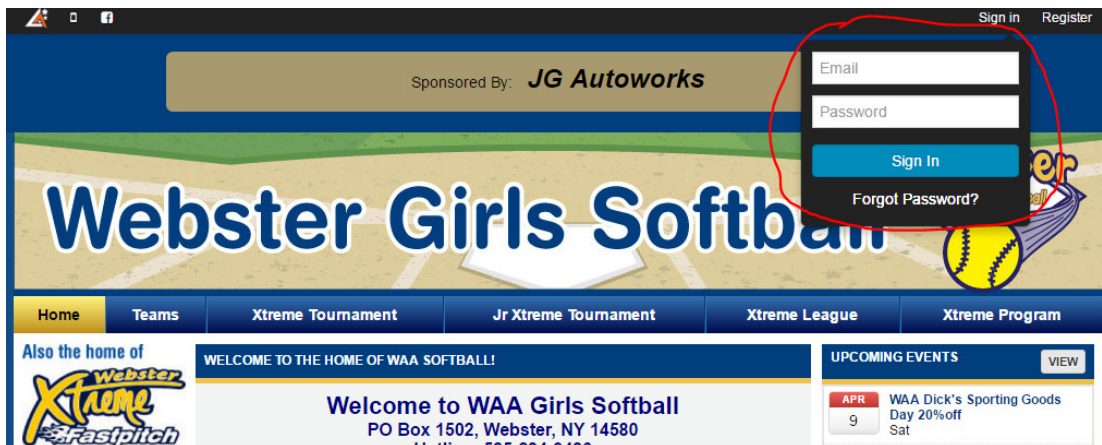 Sign in Register
Sponsored By: JG Autoworks
Email
Password
Sign In
Forgot Password?
Webster Girls Softball
Home Teams Xtreme Tournament Jr Xtreme Tournament Xtreme League Xtreme Program
Also the home of
Webster
Xtreme
Fastpitch
WELCOME TO THE HOME OF WAA SOFTBALL!
Welcome to WAA Girls Softball
PO Box 1502, Webster, NY 14580
UPCOMING EVENTS VIEW
APR
9
WAA Dick's Sporting Goods
Day 20%off
Sat